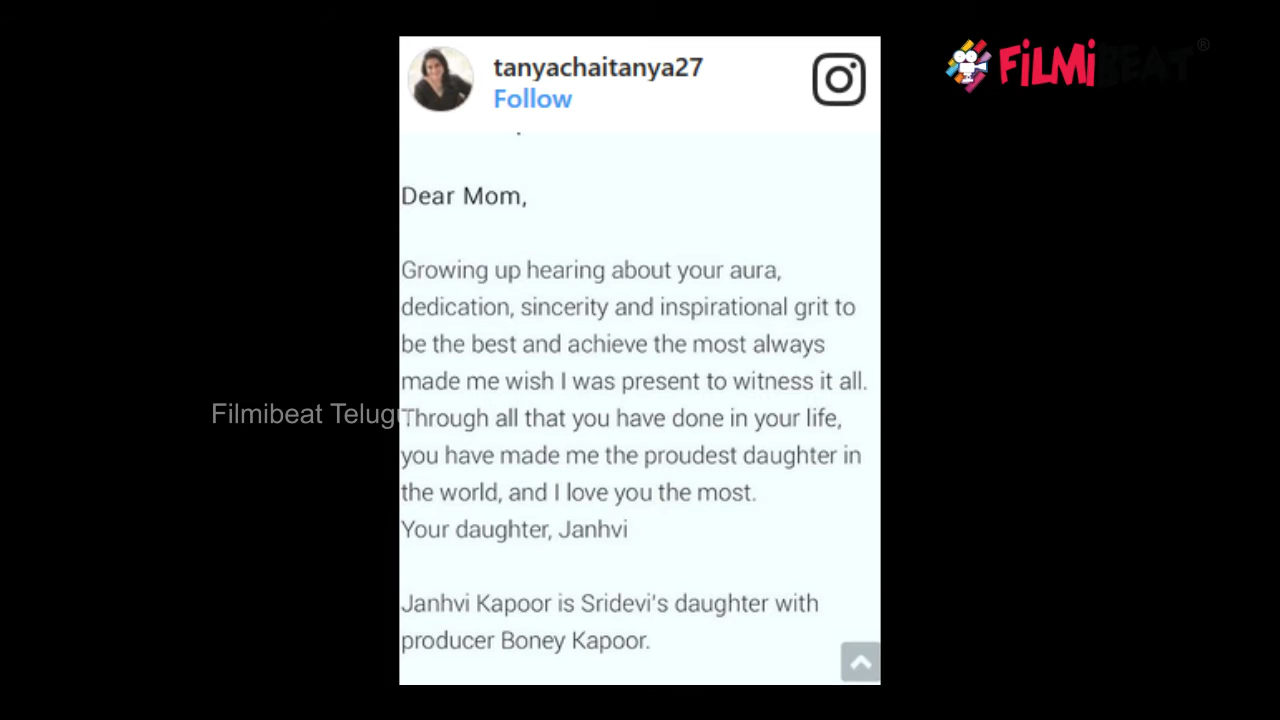 tanyachaitanya27
Follow
FILMIBEAT®
Dear Mom,
Growing up hearing about your aura,
dedication, sincerity and inspirational grit to
be the best and achieve the most always
made me wish I was present to witness it all.
Filmibeat Telugu
Through all that you have done in your life,
you have made me the proudest daughter in
the world, and I love you the most.
Your daughter, Janhvi
Janhvi Kapoor is Sridevi's daughter with
producer Boney Kapoor.